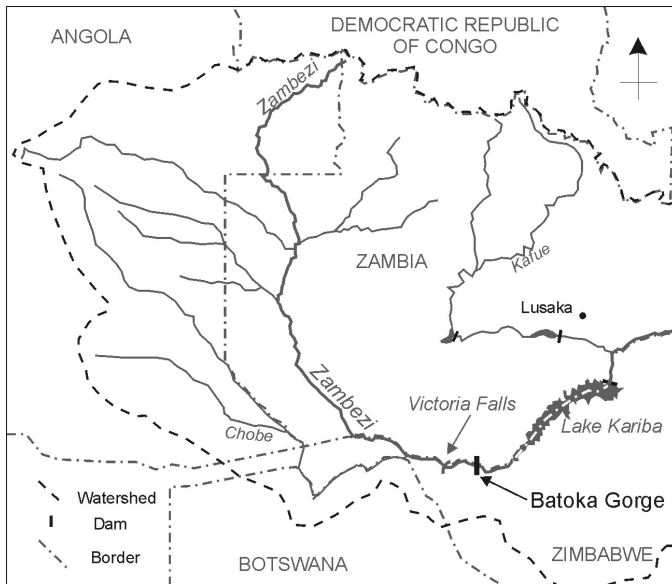 ANGOLA
DEMOCRATIC REPUBLIC
OF CONGO
Zambezi
ZAMBIA
Kafue
Lusaka
Zambezi
Victoria Falls
Lake Kariba
Chobe
Batoka Gorge
Watershed
Dam
Border
BOTSWANA
ZIMBABWE